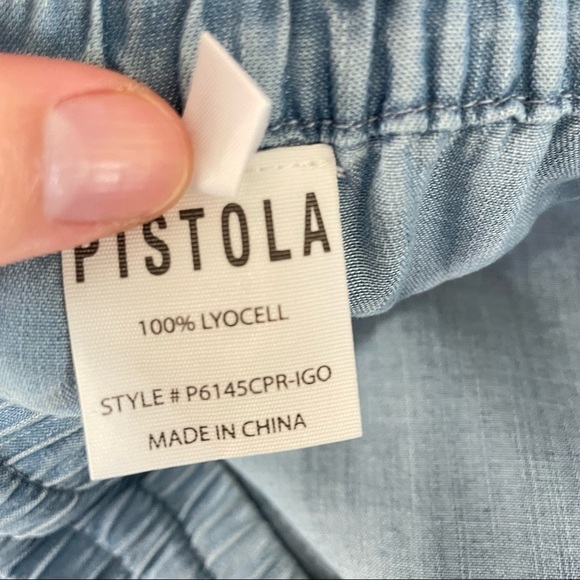 PISTOLA
100% LYOCELL
STYLE # P6145CPR-IGO
MADE IN CHINA